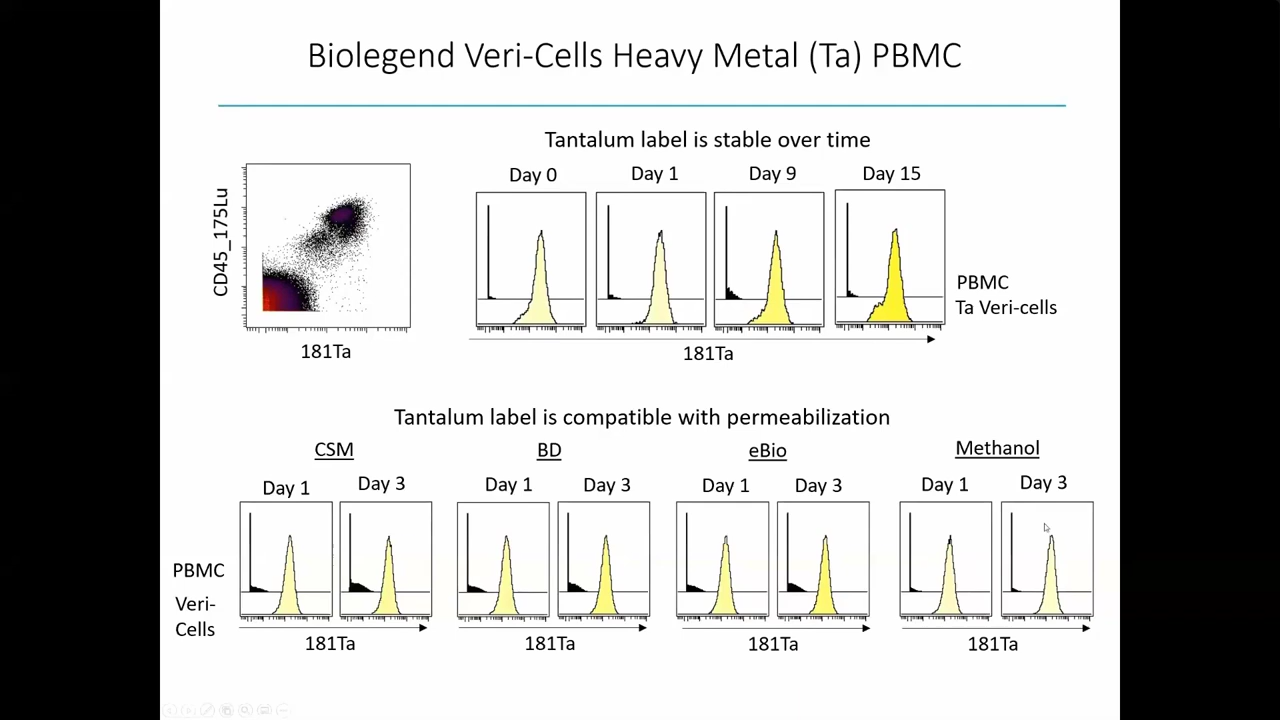 Biolegend Veri-Cells Heavy Metal (Ta) PBMC
Tantalum label is stable over time
Day 0
Day 1
Day 9
Day 15
CD45_175Lu
181Ta
PBMC
Ta Veri-cells
181Ta
Tantalum label is compatible with permeabilization
CSM
BD
eBio
Methanol
Day 1
Day 3
Day 1
Day 3
Day 1
Day 3
Day 1
Day 3
PBMC
Veri-
Cells
181Ta
181Ta
181Ta
181Ta